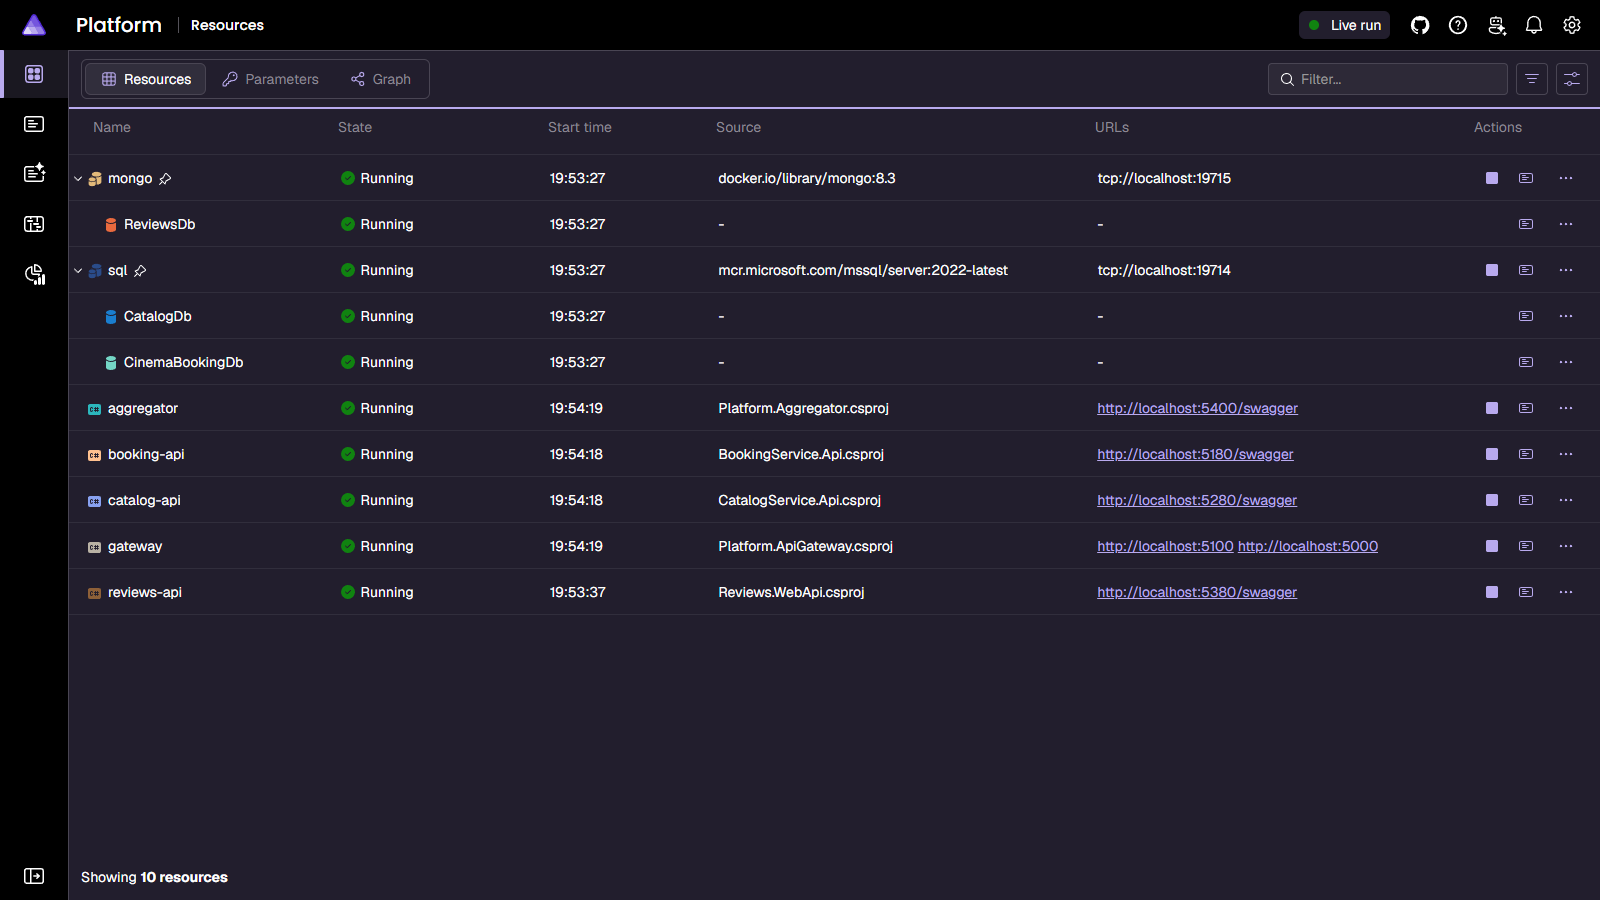 Platform | Resources Live run
Resources Parameters Graph Filter...
Name State Start time Source URLs Actions
mongo Running 19:53:27 docker.io/library/mongo:8.3 tcp://localhost:19715
ReviewsDb Running 19:53:27 - -
sql Running 19:53:27 mcr.microsoft.com/mssql/server:2022-latest tcp://localhost:19714
CatalogDb Running 19:53:27 - -
CinemaBookingDb Running 19:53:27 - -
C# aggregator Running 19:54:19 Platform.Aggregator.csproj http://localhost:5400/swagger
C# booking-api Running 19:54:18 BookingService.Api.csproj http://localhost:5180/swagger
C# catalog-api Running 19:54:18 CatalogService.Api.csproj http://localhost:5280/swagger
C# gateway Running 19:54:19 Platform.ApiGateway.csproj http://localhost:5100 http://localhost:5000
C# reviews-api Running 19:53:37 Reviews.WebApi.csproj http://localhost:5380/swagger
Showing 10 resources